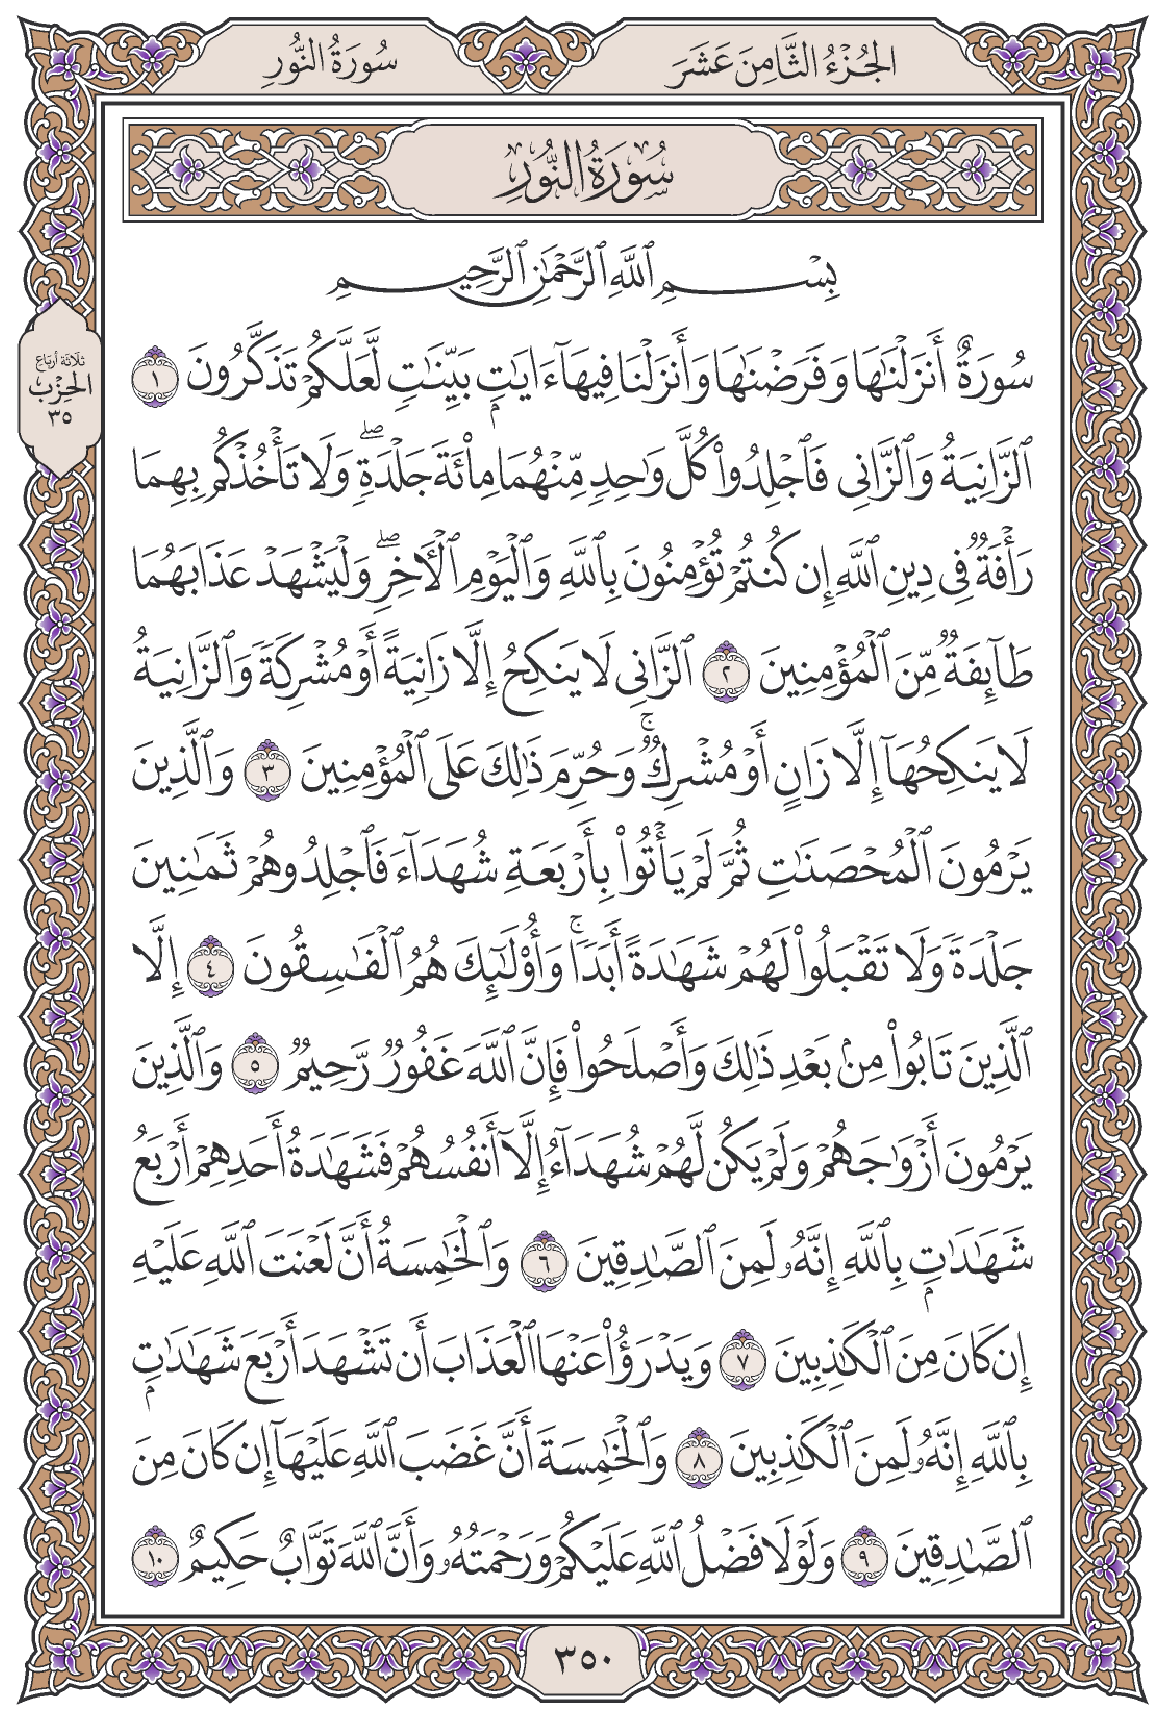 الجُزْءُ الثَّامِنَ عَشَرَ
سُورَةُ النُّورِ
سُورَةُ النُّورِ
بِسْمِ ٱللَّهِ ٱلرَّحْمَٰنِ ٱلرَّحِيمِ
سُورَةٌ أَنزَلْنَٰهَا وَفَرَضْنَٰهَا وَأَنزَلْنَا فِيهَآ ءَايَٰتِۭ بَيِّنَٰتٖ لَّعَلَّكُمْ تَذَكَّرُونَ ١
ٱلزَّانِيَةُ وَٱلزَّانِي فَٱجْلِدُواْ كُلَّ وَٰحِدٖ مِّنْهُمَا مِاْئَةَ جَلْدَةٖۖ وَلَا تَأْخُذْكُم بِهِمَا
رَأْفَةٞ فِي دِينِ ٱللَّهِ إِن كُنتُمْ تُؤْمِنُونَ بِٱللَّهِ وَٱلْيَوْمِ ٱلْأٓخِرِۖ وَلْيَشْهَدْ عَذَابَهُمَا
طَآئِفَةٞ مِّنَ ٱلْمُؤْمِنِينَ ٢ ٱلزَّانِي لَا يَنكِحُ إِلَّا زَانِيَةً أَوْ مُشْرِكَةٗ وَٱلزَّانِيَةُ
لَا يَنكِحُهَآ إِلَّا زَانٍ أَوْ مُشْرِكٞۚ وَحُرِّمَ ذَٰلِكَ عَلَى ٱلْمُؤْمِنِينَ ٣ وَٱلَّذِينَ
يَرْمُونَ ٱلْمُحْصَنَٰتِ ثُمَّ لَمْ يَأْتُواْ بِأَرْبَعَةِ شُهَدَآءَ فَٱجْلِدُوهُمْ ثَمَٰنِينَ
جَلْدَةٗ وَلَا تَقْبَلُواْ لَهُمْ شَهَٰدَةً أَبَدٗاۚ وَأُوْلَٰٓئِكَ هُمُ ٱلْفَٰسِقُونَ ٤ إِلَّا
ٱلَّذِينَ تَابُواْ مِنۢ بَعْدِ ذَٰلِكَ وَأَصْلَحُواْ فَإِنَّ ٱللَّهَ غَفُورٞ رَّحِيمٞ ٥ وَٱلَّذِينَ
يَرْمُونَ أَزْوَٰجَهُمْ وَلَمْ يَكُن لَّهُمْ شُهَدَآءُ إِلَّآ أَنفُسُهُمْ فَشَهَٰدَةُ أَحَدِهِمْ أَرْبَعُ
شَهَٰدَٰتِۭ بِٱللَّهِ إِنَّهُۥ لَمِنَ ٱلصَّٰدِقِينَ ٦ وَٱلْخَٰمِسَةُ أَنَّ لَعْنَتَ ٱللَّهِ عَلَيْهِ
إِن كَانَ مِنَ ٱلْكَٰذِبِينَ ٧ وَيَدْرَؤُاْ عَنْهَا ٱلْعَذَابَ أَن تَشْهَدَ أَرْبَعَ شَهَٰدَٰتِۭ
بِٱللَّهِ إِنَّهُۥ لَمِنَ ٱلْكَٰذِبِينَ ٨ وَٱلْخَٰمِسَةَ أَنَّ غَضَبَ ٱللَّهِ عَلَيْهَآ إِن كَانَ مِنَ
ٱلصَّٰدِقِينَ ٩ وَلَوْلَا فَضْلُ ٱللَّهِ عَلَيْكُمْ وَرَحْمَتُهُۥ وَأَنَّ ٱللَّهَ تَوَّابٌ حَكِيمٌ ١٠
ثلَاثَة أربَاع
الحِزْب
٣٥
٣٥٠